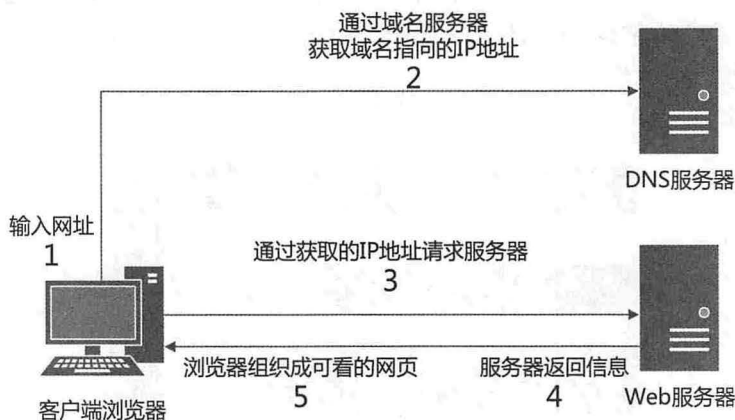 通过域名服务器
获取域名指向的IP地址
2
DNS服务器
输入网址
1
通过获取的IP地址请求服务器
3
浏览器组织成可看的网页
5
服务器返回信息
4
客户端浏览器
Web服务器